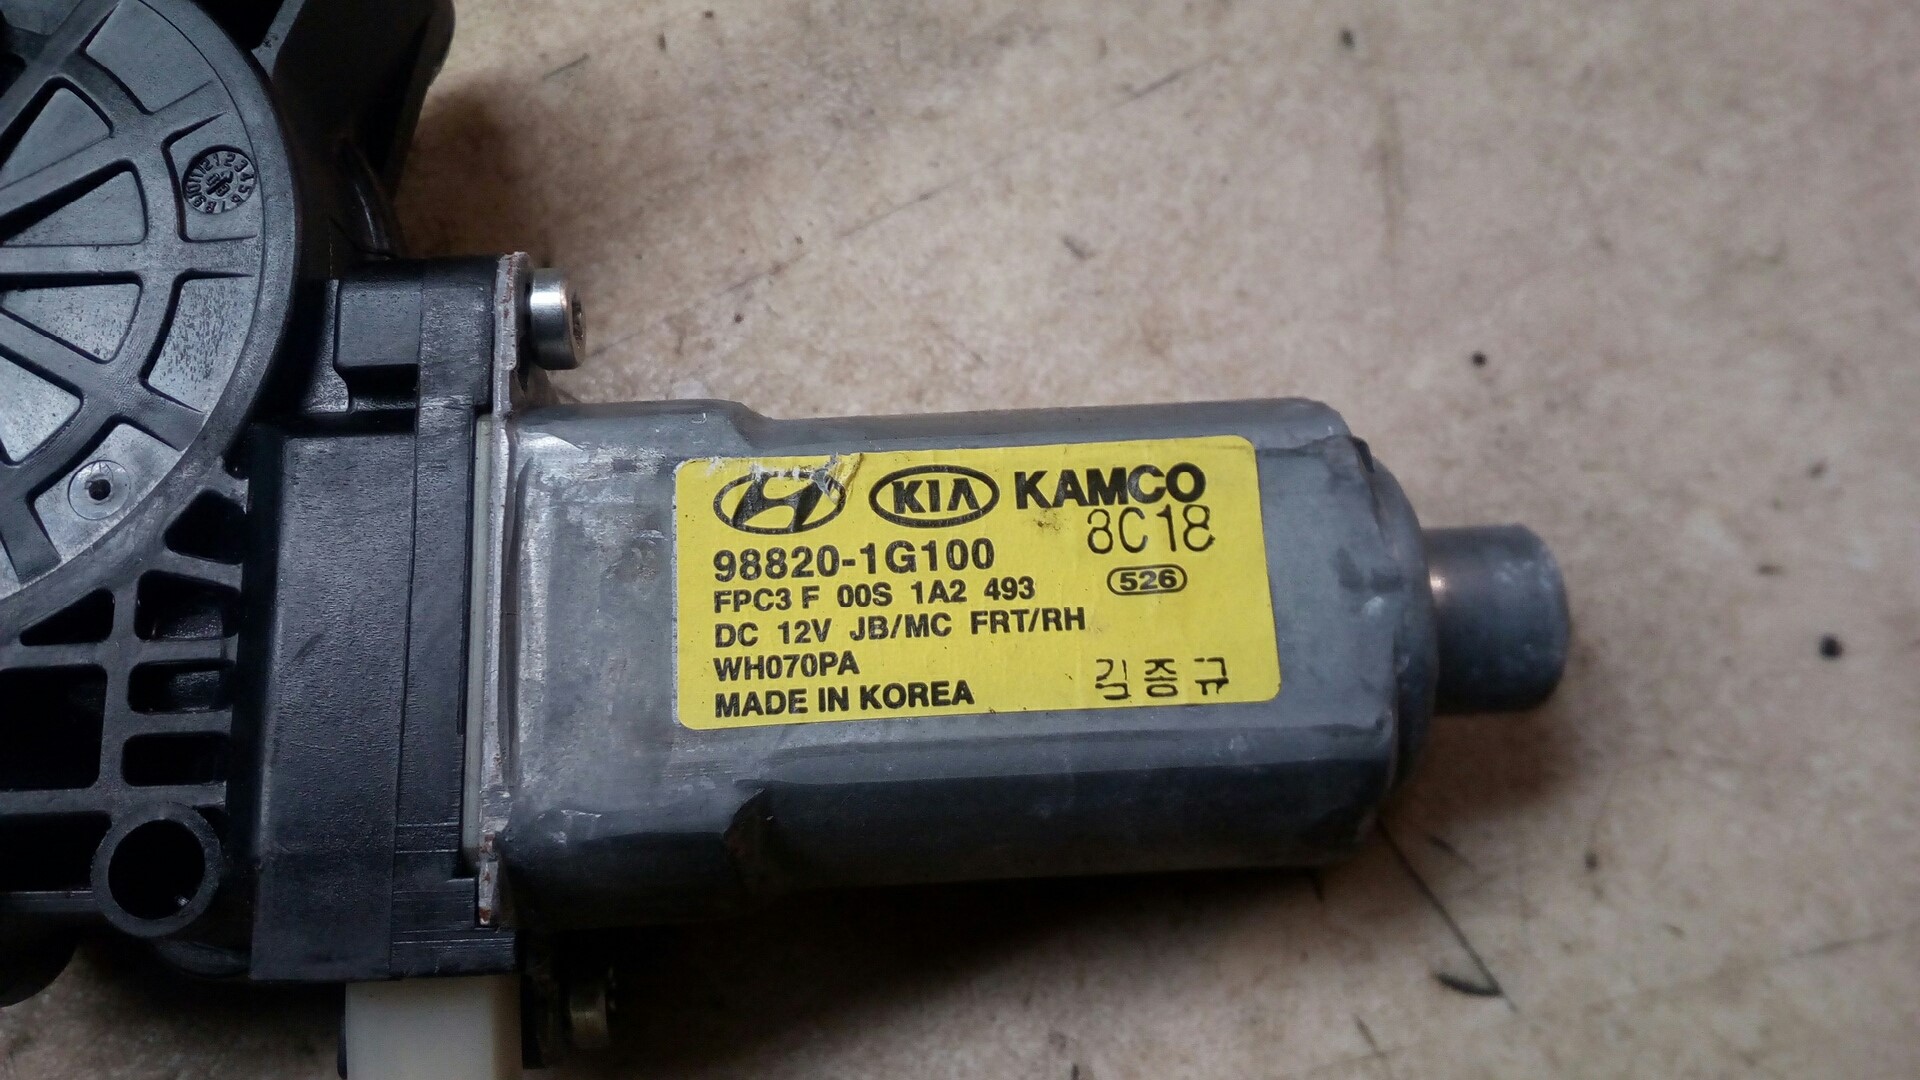 KIA KAMCO
8C18
98820-1G100
526
FPC3 F 00S 1A2 493
DC 12V JB/MC FRT/RH
WH070PA
MADE IN KOREA
김종규